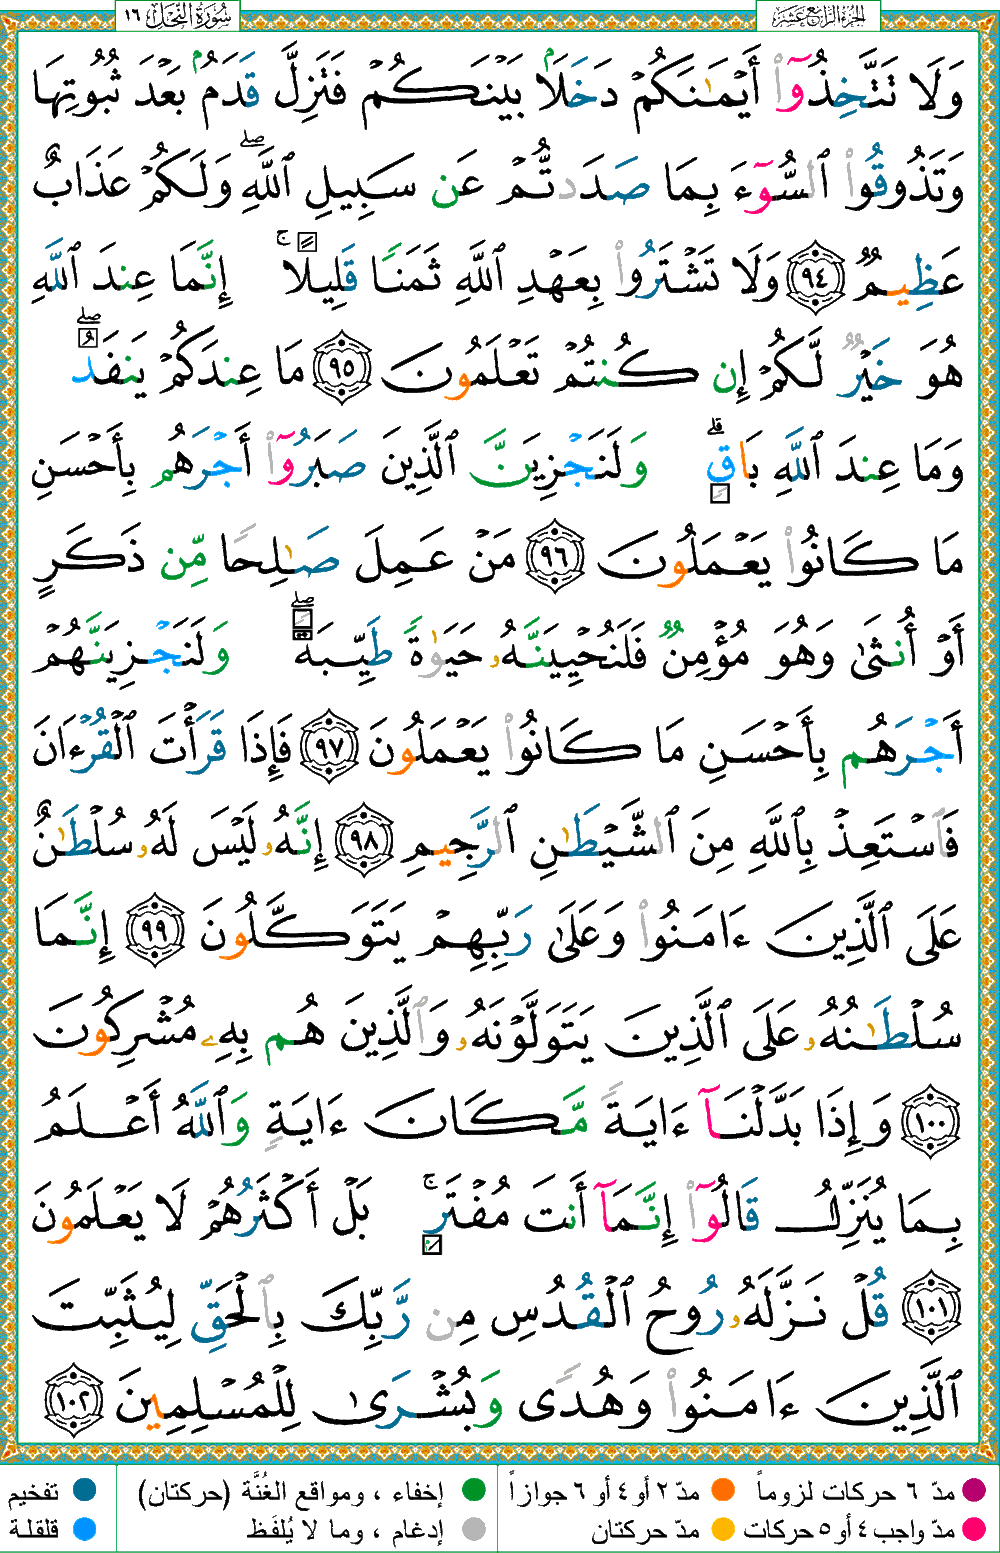 الجزء الرابع عشر
سورة النحل ١٦
وَلَا تَتَّخِذُوٓا۟ أَيْمَـٰنَكُمْ دَخَلًۢا بَيْنَكُمْ فَتَزِلَّ قَدَمٌۢ بَعْدَ ثُبُوتِهَا
وَتَذُوقُوا۟ ٱلسُّوٓءَ بِمَا صَدَدتُّمْ عَن سَبِيلِ ٱللَّهِ ۖ وَلَكُمْ عَذَابٌ
عَظِيمٌ ﴿٩٤﴾ وَلَا تَشْتَرُوا۟ بِعَهْدِ ٱللَّهِ ثَمَنًا قَلِيلًا ۚ إِنَّمَا عِندَ ٱللَّهِ
هُوَ خَيْرٌ لَّكُمْ إِن كُنتُمْ تَعْلَمُونَ ﴿٩٥﴾ مَا عِندَكُمْ يَنفَدُ ۖ
وَمَا عِندَ ٱللَّهِ بَاقٍ ۗ وَلَنَجْزِيَنَّ ٱلَّذِينَ صَبَرُوٓا۟ أَجْرَهُم بِأَحْسَنِ
مَا كَانُوا۟ يَعْمَلُونَ ﴿٩٦﴾ مَنْ عَمِلَ صَـٰلِحًا مِّن ذَكَرٍ
أَوْ أُنثَىٰ وَهُوَ مُؤْمِنٌ فَلَنُحْيِيَنَّهُۥ حَيَوٰةً طَيِّبَةً ۖ وَلَنَجْزِيَنَّهُمْ
أَجْرَهُم بِأَحْسَنِ مَا كَانُوا۟ يَعْمَلُونَ ﴿٩٧﴾ فَإِذَا قَرَأْتَ ٱلْقُرْءَانَ
فَٱسْتَعِذْ بِٱللَّهِ مِنَ ٱلشَّيْطَـٰنِ ٱلرَّجِيمِ ﴿٩٨﴾ إِنَّهُۥ لَيْسَ لَهُۥ سُلْطَـٰنٌ
عَلَى ٱلَّذِينَ ءَامَنُوا۟ وَعَلَىٰ رَبِّهِمْ يَتَوَكَّلُونَ ﴿٩٩﴾ إِنَّمَا
سُلْطَـٰنُهُۥ عَلَى ٱلَّذِينَ يَتَوَلَّوْنَهُۥ وَٱلَّذِينَ هُم بِهِۦ مُشْرِكُونَ
﴿١٠٠﴾ وَإِذَا بَدَّلْنَآ ءَايَةً مَّكَانَ ءَايَةٍ وَٱللَّهُ أَعْلَمُ
بِمَا يُنَزِّلُ قَالُوٓا۟ إِنَّمَآ أَنتَ مُفْتَرٍۭ ۚ بَلْ أَكْثَرُهُمْ لَا يَعْلَمُونَ
﴿١٠١﴾ قُلْ نَزَّلَهُۥ رُوحُ ٱلْقُدُسِ مِن رَّبِّكَ بِٱلْحَقِّ لِيُثَبِّتَ
ٱلَّذِينَ ءَامَنُوا۟ وَهُدًى وَبُشْرَىٰ لِلْمُسْلِمِينَ ﴿١٠٢﴾
مدّ ٦ حركات لزوماً
مدّ ٢ أو ٤ أو ٦ جوازاً
إخفاء ، ومواقع الغُنَّة (حركتان)
تفخيم
مدّ واجب ٤ أو ٥ حركات
مدّ حركتان
إدغام ، وما لا يُلفَظ
قلقلة